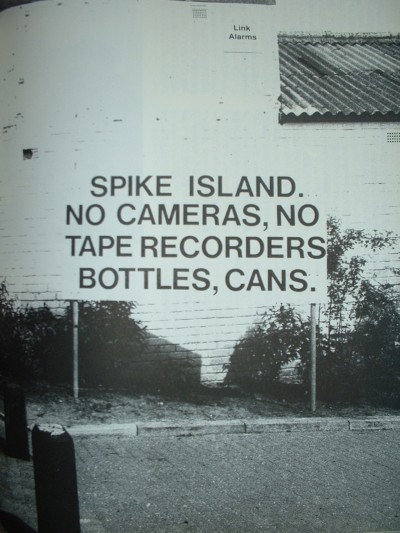 Link
Alarms
SPIKE ISLAND.
NO CAMERAS, NO
TAPE RECORDERS
BOTTLES, CANS.